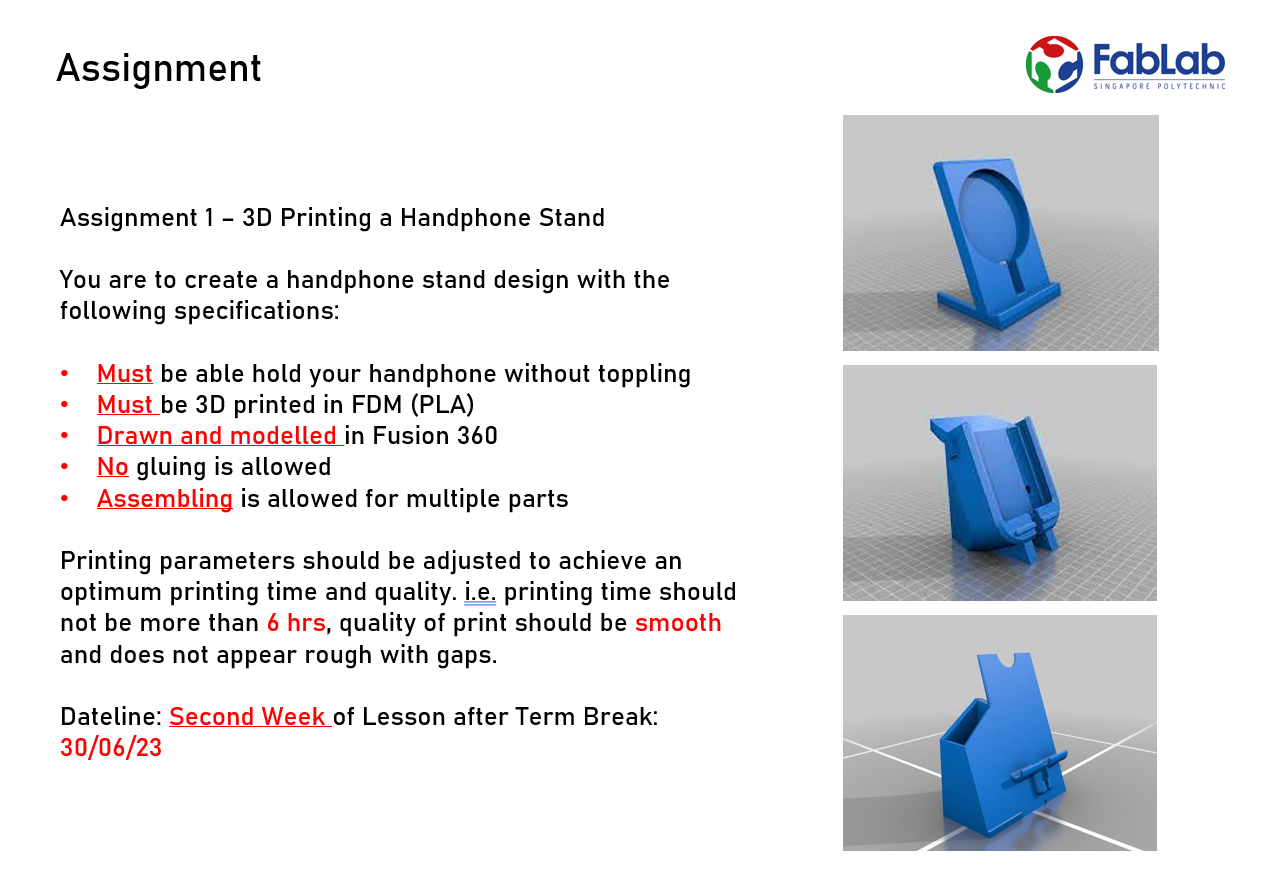 Assignment
FabLab
SINGAPORE POLYTECHNIC
Assignment 1 – 3D Printing a Handphone Stand
You are to create a handphone stand design with the
following specifications:
• Must be able hold your handphone without toppling
• Must be 3D printed in FDM (PLA)
• Drawn and modelled in Fusion 360
• No gluing is allowed
• Assembling is allowed for multiple parts
Printing parameters should be adjusted to achieve an
optimum printing time and quality. i.e. printing time should
not be more than 6 hrs, quality of print should be smooth
and does not appear rough with gaps.
Dateline: Second Week of Lesson after Term Break:
30/06/23